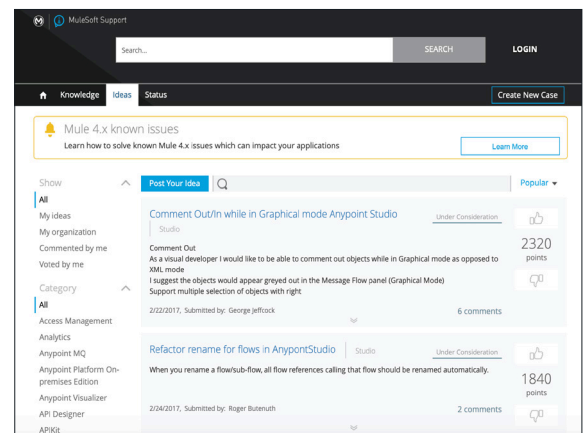 MuleSoft Support
Search...
SEARCH
LOGIN
Knowledge
Ideas
Status
Create New Case
Mule 4.x known issues
Learn how to solve known Mule 4.x issues which can impact your applications
Learn More
Show
All
My ideas
My organization
Commented by me
Voted by me
Category
All
Access Management
Analytics
Anypoint MQ
Anypoint Platform On-
premises Edition
Anypoint Visualizer
API Designer
APIKit
Post Your Idea
Popular
Comment Out/In while in Graphical mode Anypoint Studio
Under Consideration
Studio
Comment Out
As a visual developer I would like to be able to comment out objects while in Graphical mode as opposed to
XML mode
I suggest the objects would appear greyed out in the Message Flow panel (Graphical Mode)
Support multiple selection of objects with right
2/22/2017, Submitted by: George Jeffcock
6 comments
2320
points
Refactor rename for flows in AnypontStudio
Studio
Under Consideration
When you rename a flow/sub-flow, all flow references calling that flow should be renamed automatically.
2/24/2017, Submitted by: Roger Butenuth
2 comments
1840
points